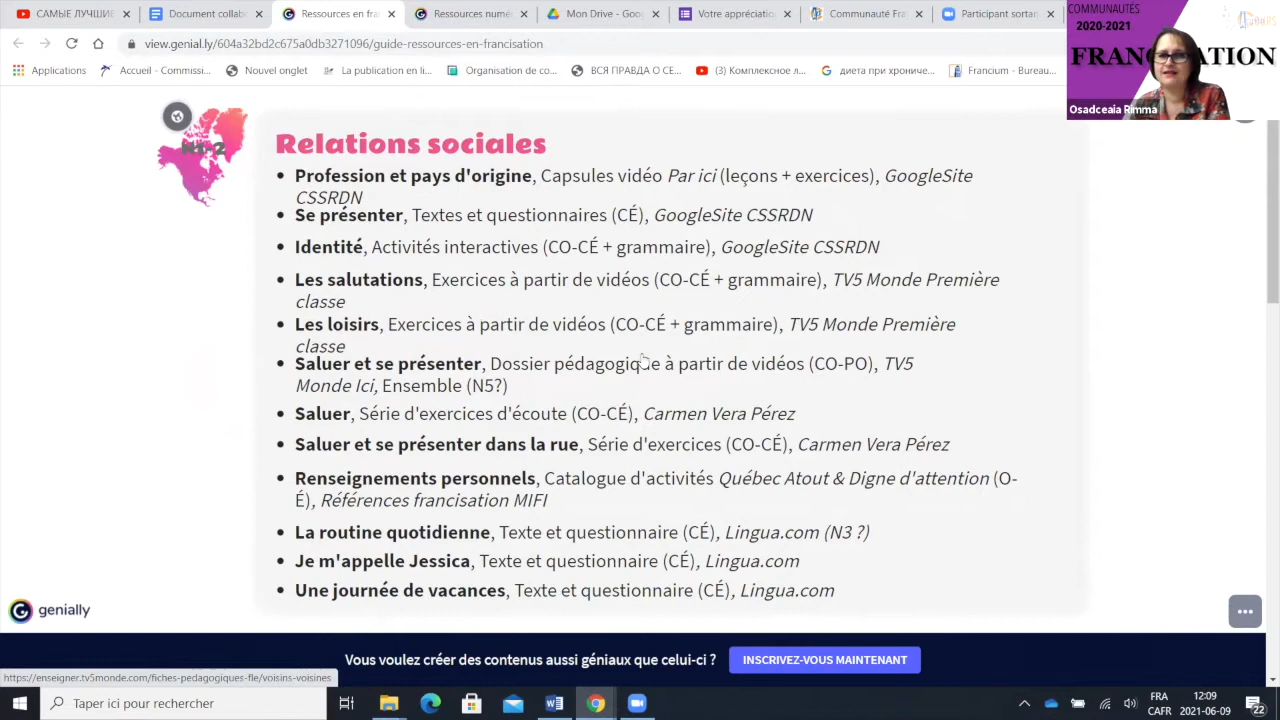 SAMYE ЛУЧШИЕ
Document collab
Ressources en fra
Ressources numé
Mon Drive - Goo
Votre appréciatio
Communauté Fra
Participant sortan
view.genial.ly/604a32bd2c675a0db3271096/guide-ressources-en-francisation
Applications
Accueil - Commissi...
Nouvel onglet
La publication en li...
Organisation de co...
ВСЯ ПРАВДА О СЕ...
(3) Комплексное л...
диета при хрониче...
Francium - Bureau...
COMMUNAUTÉS
2020-2021
FRANCISATION
Osadceaia Rimma
N1-2
Relations sociales
• Profession et pays d'origine, Capsules vidéo Par ici (leçons + exercices), GoogleSite
CSSRDN
• Se présenter, Textes et questionnaires (CÉ), GoogleSite CSSRDN
• Identité, Activités interactives (CO-CÉ + grammaire), GoogleSite CSSRDN
• Les salutations, Exercices à partir de vidéos (CO-CÉ + grammaire), TV5 Monde Première
classe
• Les loisirs, Exercices à partir de vidéos (CO-CÉ + grammaire), TV5 Monde Première
classe
• Saluer et se présenter, Dossier pédagogique à partir de vidéos (CO-PO), TV5
Monde Ici, Ensemble (N5?)
• Saluer, Série d'exercices d'écoute (CO-CÉ), Carmen Vera Pérez
• Saluer et se présenter dans la rue, Série d'exercices (CO-CÉ), Carmen Vera Pérez
• Renseignements personnels, Catalogue d'activités Québec Atout & Digne d'attention (O-
É), Références francisation MIFI
• La routine quotidienne, Texte et questionnaire (CÉ), Lingua.com (N3 ?)
• Je m'appelle Jessica, Texte et questionnaire (CÉ), Lingua.com
• Une journée de vacances, Texte et questionnaire (CÉ), Lingua.com
genially
Vous voulez créer des contenus aussi géniaux que celui-ci ?
INSCRIVEZ-VOUS MAINTENANT
https://enseigner.tv5monde.com/fiches-pedagogiques-fle/voisins-voisines
Taper ici pour rechercher
FRA
CAFR
12:09
2021-06-09
22